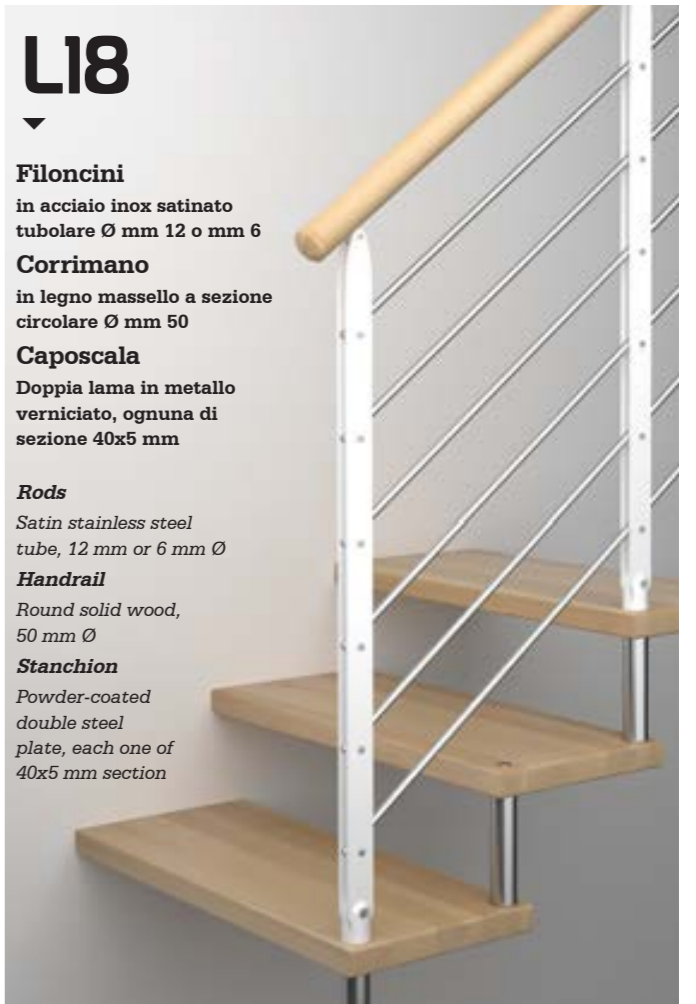 L18
Filoncini
in acciaio inox satinato
tubolare Ø mm 12 o mm 6
Corrimano
in legno massello a sezione
circolare Ø mm 50
Caposcala
Doppia lama in metallo
verniciato, ognuna di
sezione 40x5 mm
Rods
Satin stainless steel
tube, 12 mm or 6 mm Ø
Handrail
Round solid wood,
50 mm Ø
Stanchion
Powder-coated
double steel
plate, each one of
40x5 mm section